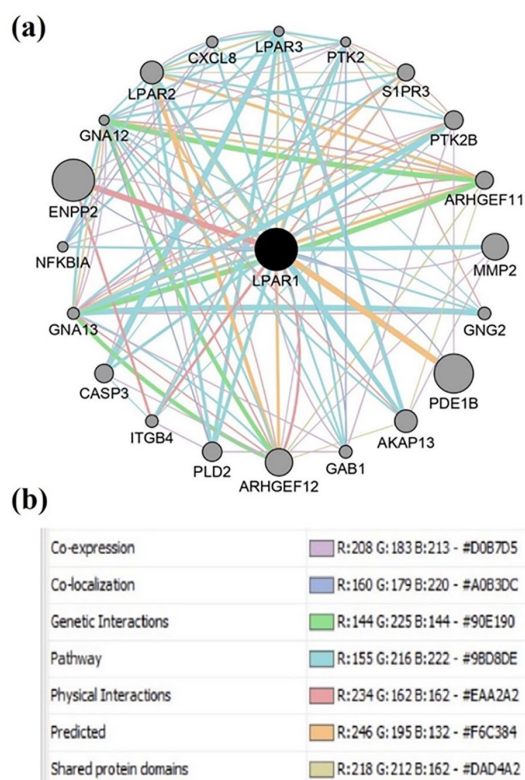 (a)
LPAR3
CXCL8
PTK2
LPAR2
S1PR3
GNA12
PTK2B
ENPP2
ARHGEF11
NFKBIA
LPAR1
MMP2
GNA13
GNG2
CASP3
PDE1B
ITGB4
AKAP13
PLD2
ARHGEF12
GAB1
(b)
Co-expression R:208 G:183 B:213 - #D0B7D5
Co-localization R:160 G:179 B:220 - #A0B3DC
Genetic Interactions R:144 G:225 B:144 - #90E190
Pathway R:155 G:216 B:222 - #9BD8DE
Physical Interactions R:234 G:162 B:162 - #EAA2A2
Predicted R:246 G:195 B:132 - #F6C384
Shared protein domains R:218 G:212 B:162 - #DAD4A2